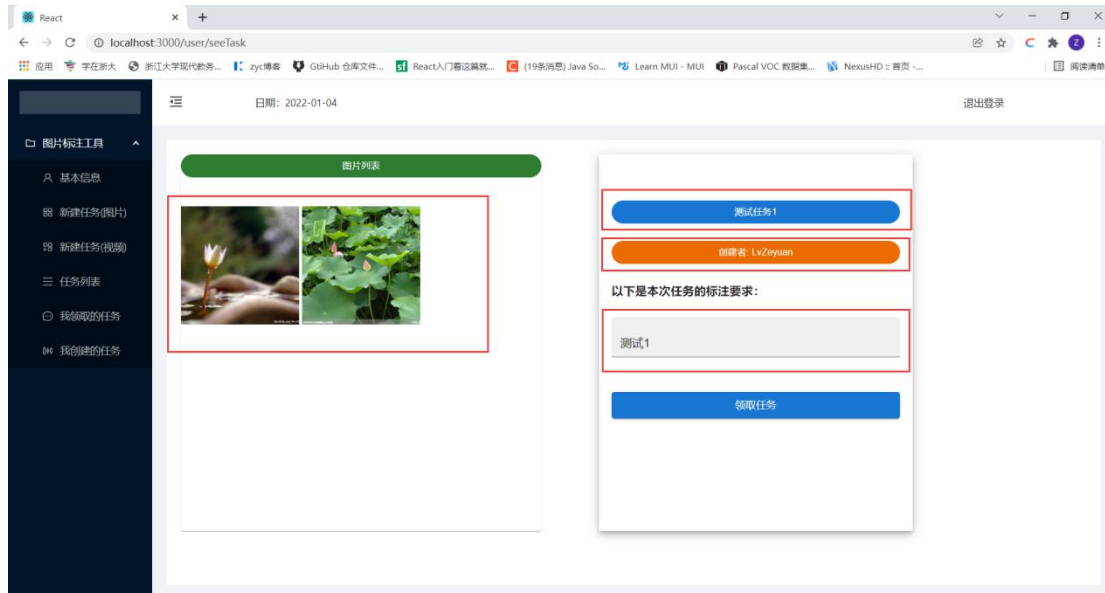 React
localhost:3000/user/seeTask
应用 学在浙大 浙江大学现代教务... zyc博客 GtiHub 仓库文件... React入门看这篇就... (19条消息) Java So... Learn MUI - MUI Pascal VOC 数据集... NexusHD :: 首页 -... 阅读清单
日期: 2022-01-04 退出登录
图片标注工具
基本信息
新建任务(图片)
新建任务(视频)
任务列表
我领取的任务
我创建的任务
图片列表
测试任务1
创建者: LvZeyuan
以下是本次任务的标注要求:
测试1
领取任务